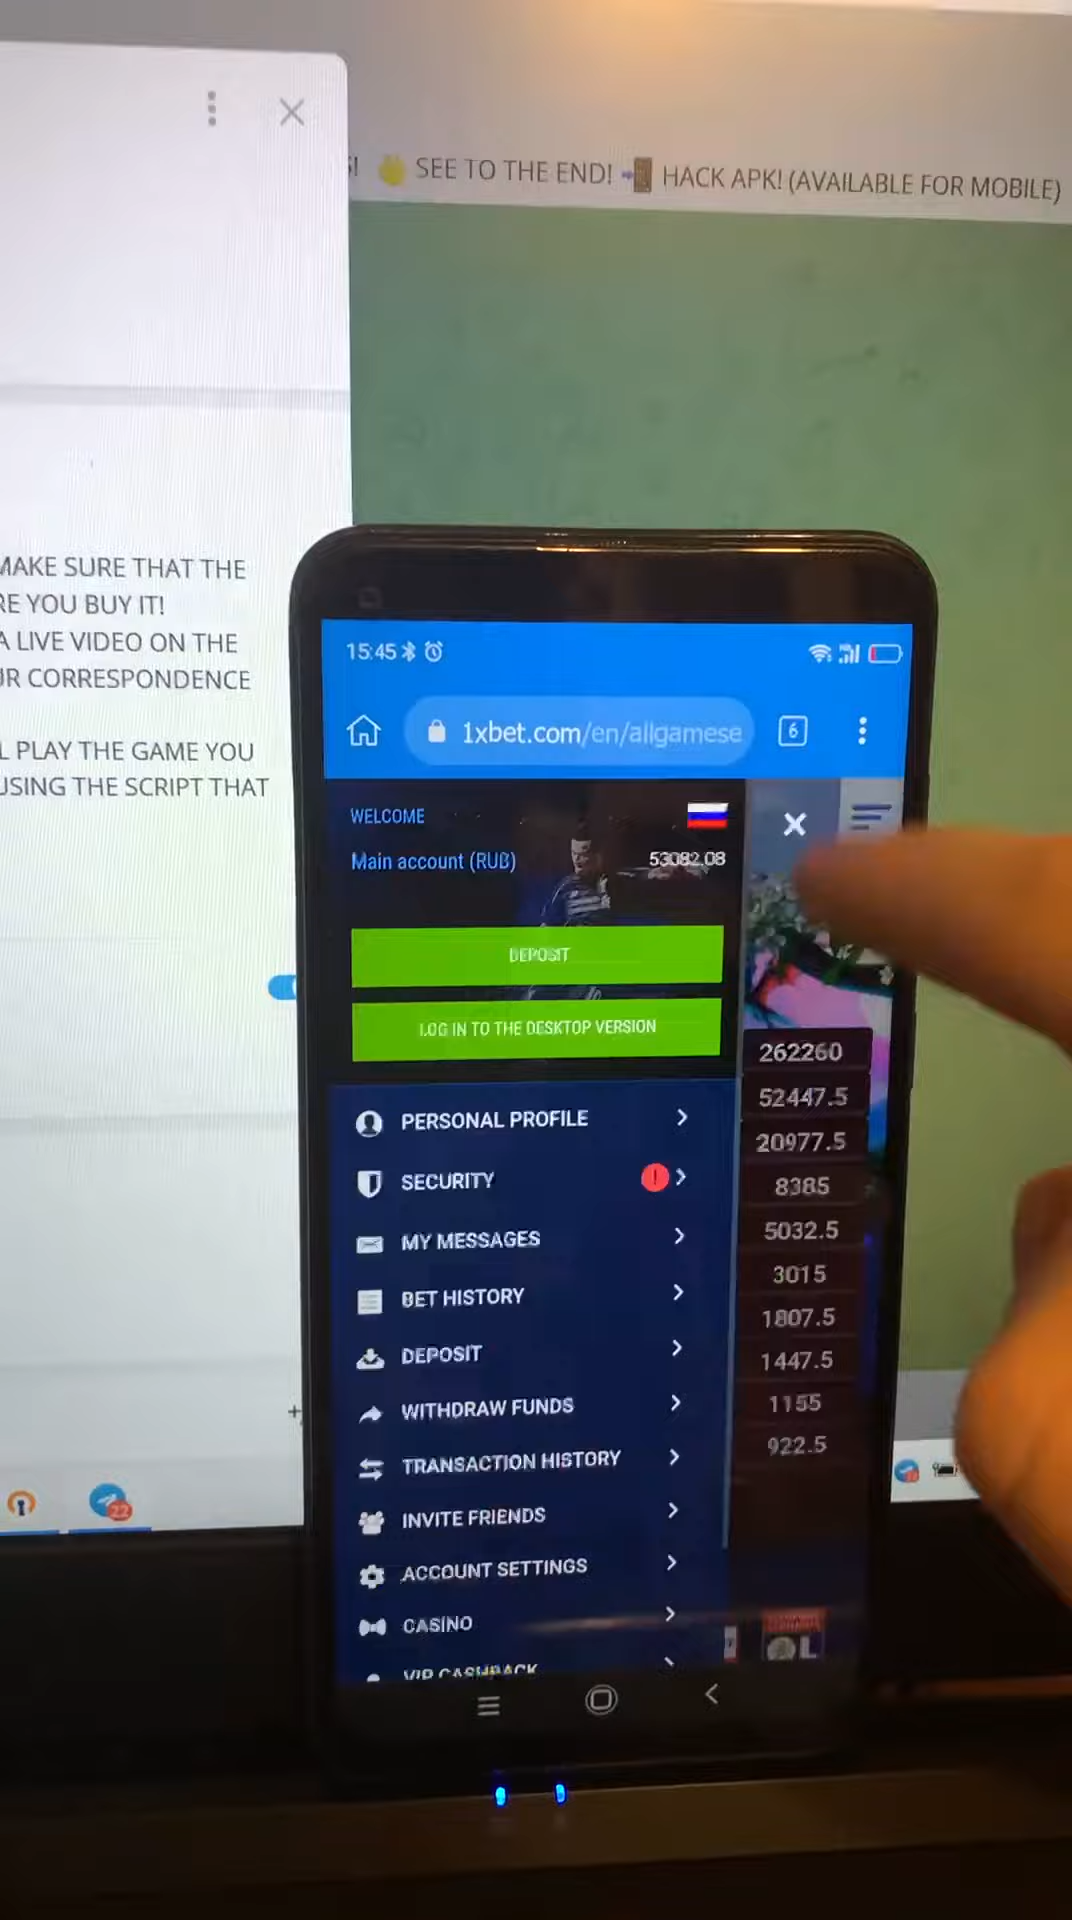 SEE TO THE END! HACK APK! (AVAILABLE FOR MOBILE)
MAKE SURE THAT THE
RE YOU BUY IT!
A LIVE VIDEO ON THE
UR CORRESPONDENCE
L PLAY THE GAME YOU
USING THE SCRIPT THAT
22
15:45
1xbet.com/en/allgamese
6
WELCOME
Main account (RUB) 53082.08
DEPOSIT
LOG IN TO THE DESKTOP VERSION
PERSONAL PROFILE
SECURITY !
MY MESSAGES
BET HISTORY
DEPOSIT
WITHDRAW FUNDS
TRANSACTION HISTORY
INVITE FRIENDS
ACCOUNT SETTINGS
CASINO
VIP CASHBACK
262260
52447.5
20977.5
8385
5032.5
3015
1807.5
1447.5
1155
922.5